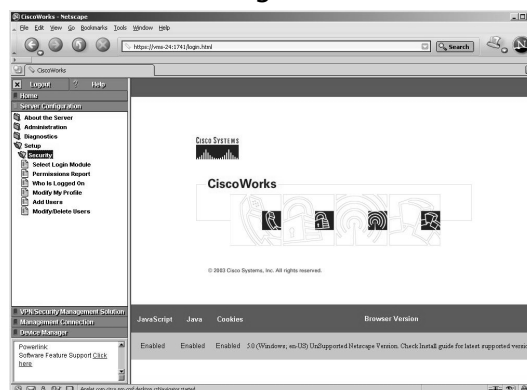 CiscoWorks - Netscape
File Edit View Go Bookmarks Tools Window Help
https://vms-24:1741/login.html
Search
CiscoWorks
Logout ? Help
Home
Server Configuration
About the Server
Administration
Diagnostics
Setup
Security
Select Login Module
Permissions Report
Who Is Logged On
Modify My Profile
Add Users
Modify/Delete Users
CISCO SYSTEMS
CiscoWorks
© 2003 Cisco Systems, Inc. All rights reserved.
VPN/Security Management Solution
Management Connection
Device Manager
JavaScript Java Cookies Browser Version
Enabled Enabled Enabled 5.0 (Windows; en-US) UnSupported Netscape Version. Check Install guide for latest supported versio
Powerlink:
Software Feature Support Click
here